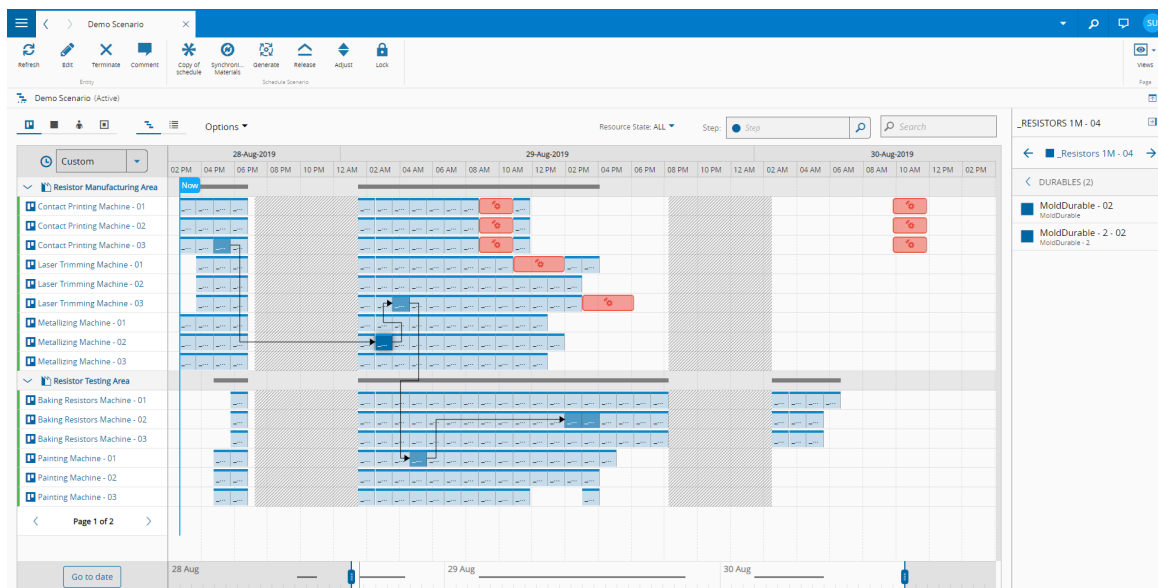 Demo Scenario
SU
Refresh Edit Terminate Comment Copy of schedule Synchroni... Materials Generate Release Adjust Lock Views
Entity Schedule Scenario Page
Demo Scenario (Active)
Options Resource State: ALL Step: Step Search
_RESISTORS 1M - 04
_Resistors 1M - 04
DURABLES (2)
MoldDurable - 02
MoldDurable
MoldDurable - 2 - 02
MoldDurable - 2
Custom
28-Aug-2019 29-Aug-2019 30-Aug-2019
02 PM 04 PM 06 PM 08 PM 10 PM 12 AM 02 AM 04 AM 06 AM 08 AM 10 AM 12 PM 02 PM 04 PM 06 PM 08 PM 10 PM 12 AM 02 AM 04 AM 06 AM 08 AM 10 AM 12 PM 02 PM
Resistor Manufacturing Area Now
Contact Printing Machine - 01
Contact Printing Machine - 02
Contact Printing Machine - 03
Laser Trimming Machine - 01
Laser Trimming Machine - 02
Laser Trimming Machine - 03
Metallizing Machine - 01
Metallizing Machine - 02
Metallizing Machine - 03
Resistor Testing Area
Baking Resistors Machine - 01
Baking Resistors Machine - 02
Baking Resistors Machine - 03
Painting Machine - 01
Painting Machine - 02
Painting Machine - 03
Page 1 of 2
Go to date
28 Aug 29 Aug 30 Aug